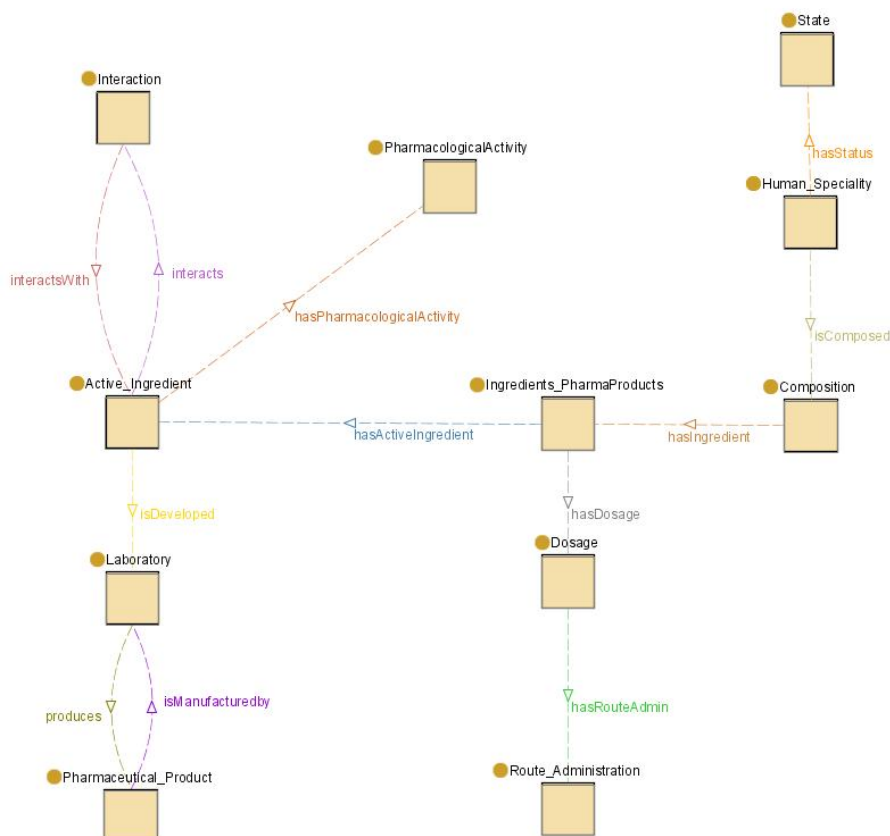 State
Interaction
PharmacologicalActivity
hasStatus
Human_Speciality
interactsWith
interacts
hasPharmacologicalActivity
isComposed
Active_Ingredient
Ingredients_PharmaProducts
Composition
hasActiveIngredient
hasIngredient
isDeveloped
hasDosage
Laboratory
Dosage
produces
isManufacturedby
hasRouteAdmin
Pharmaceutical_Product
Route_Administration